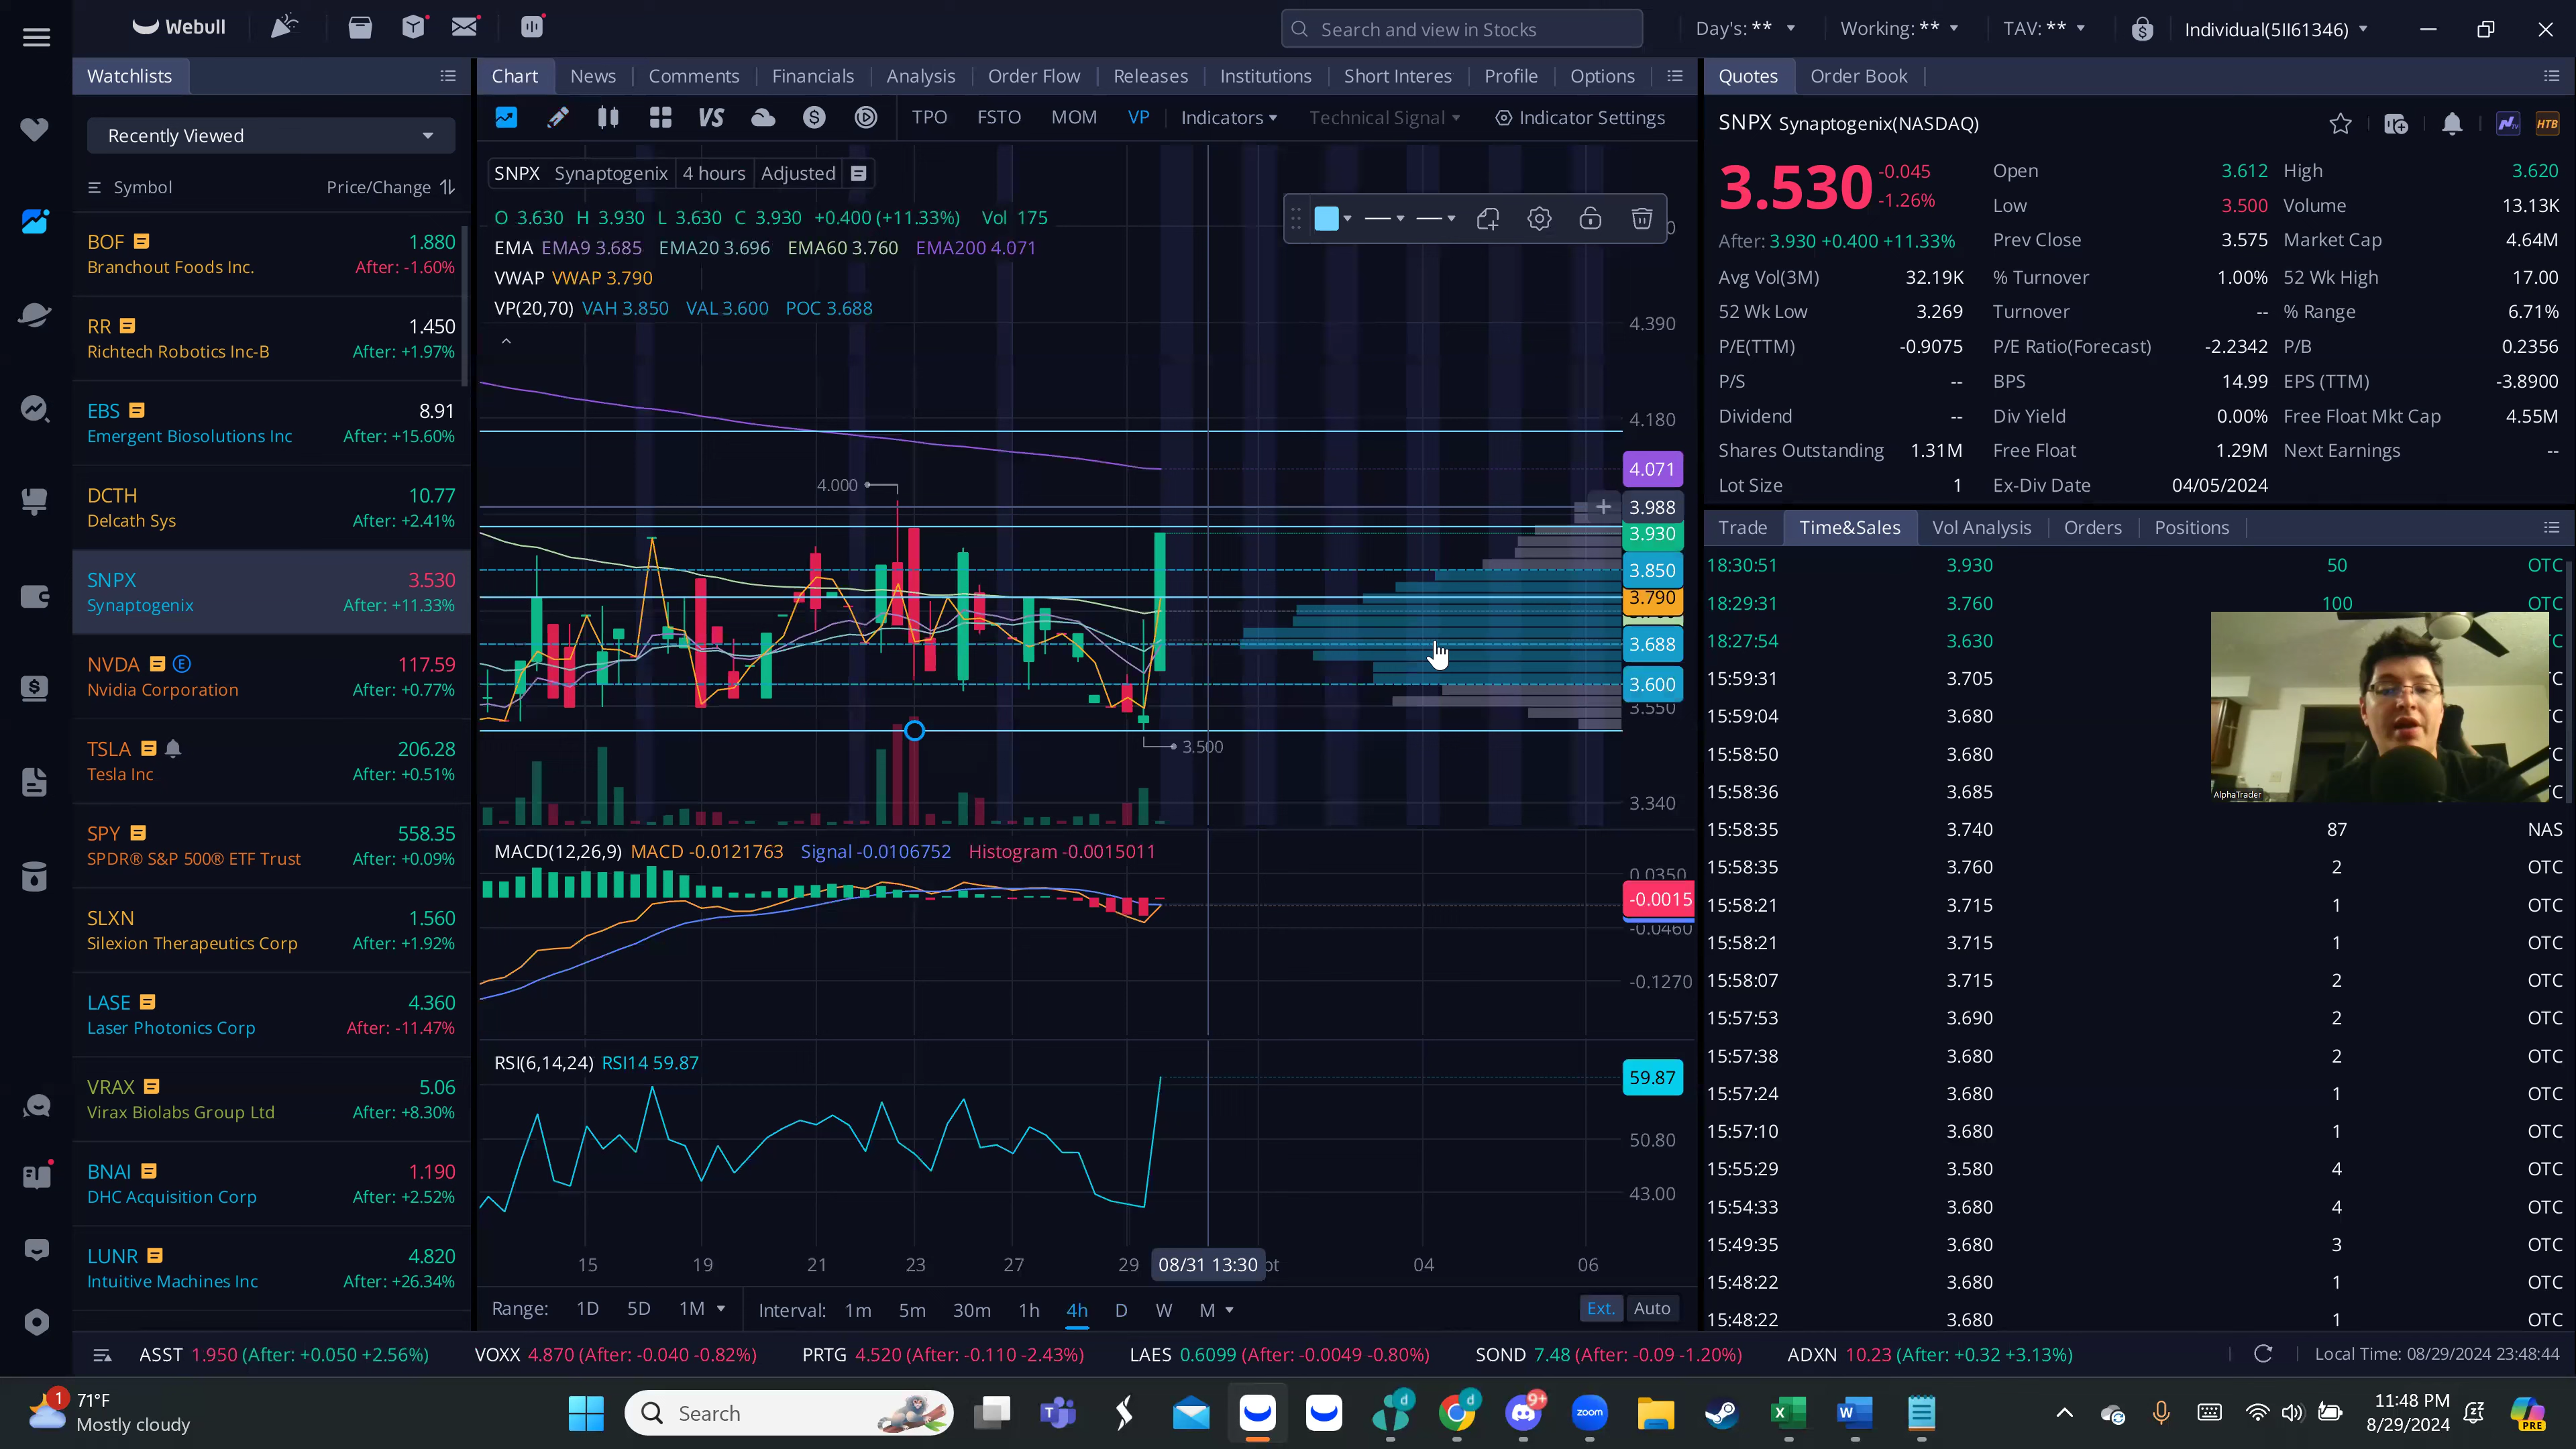 Webull
Search and view in Stocks
Day's: **
Working: **
TAV: **
Individual(5II61346)
Watchlists
Recently Viewed
Symbol
Price/Change
BOF 1.880
Branchout Foods Inc. After: -1.60%
RR 1.450
Richtech Robotics Inc-B After: +1.97%
EBS 8.91
Emergent Biosolutions Inc After: +15.60%
DCTH 10.77
Delcath Sys After: +2.41%
SNPX 3.530
Synaptogenix After: +11.33%
NVDA E 117.59
Nvidia Corporation After: +0.77%
TSLA 206.28
Tesla Inc After: +0.51%
SPY 558.35
SPDR® S&P 500® ETF Trust After: +0.09%
SLXN 1.560
Silexion Therapeutics Corp After: +1.92%
LASE 4.360
Laser Photonics Corp After: -11.47%
VRAX 5.06
Virax Biolabs Group Ltd After: +8.30%
BNAI 1.190
DHC Acquisition Corp After: +2.52%
LUNR 4.820
Intuitive Machines Inc After: +26.34%
Chart News Comments Financials Analysis Order Flow Releases Institutions Short Interes Profile Options
VS TPO FSTO MOM VP Indicators Technical Signal Indicator Settings
SNPX Synaptogenix 4 hours Adjusted
O 3.630 H 3.930 L 3.630 C 3.930 +0.400 (+11.33%) Vol 175
EMA EMA9 3.685 EMA20 3.696 EMA60 3.760 EMA200 4.071
VWAP VWAP 3.790
VP(20,70) VAH 3.850 VAL 3.600 POC 3.688
4.390
4.180
4.071
4.000
3.988
3.930
3.850
3.790
3.688
3.600
3.550
3.500
3.340
MACD(12,26,9) MACD -0.0121763 Signal -0.0106752 Histogram -0.0015011
0.0350
-0.0015
-0.0460
-0.1270
RSI(6,14,24) RSI14 59.87
59.87
50.80
43.00
15 19 21 23 27 29 08/31 13:30 pt 04 06
Range: 1D 5D 1M Interval: 1m 5m 30m 1h 4h D W M Ext. Auto
Quotes Order Book
SNPX Synaptogenix(NASDAQ) HTB
3.530 -0.045
-1.26%
After: 3.930 +0.400 +11.33%
Open 3.612 High 3.620
Low 3.500 Volume 13.13K
Prev Close 3.575 Market Cap 4.64M
Avg Vol(3M) 32.19K % Turnover 1.00% 52 Wk High 17.00
52 Wk Low 3.269 Turnover -- % Range 6.71%
P/E(TTM) -0.9075 P/E Ratio(Forecast) -2.2342 P/B 0.2356
P/S -- BPS 14.99 EPS (TTM) -3.8900
Dividend -- Div Yield 0.00% Free Float Mkt Cap 4.55M
Shares Outstanding 1.31M Free Float 1.29M Next Earnings --
Lot Size 1 Ex-Div Date 04/05/2024
Trade Time&Sales Vol Analysis Orders Positions
18:30:51 3.930 50 OTC
18:29:31 3.760 100 OTC
18:27:54 3.630
15:59:31 3.705
15:59:04 3.680
15:58:50 3.680
15:58:36 3.685
AlphaTrader
15:58:35 3.740 87 NAS
15:58:35 3.760 2 OTC
15:58:21 3.715 1 OTC
15:58:21 3.715 1 OTC
15:58:07 3.715 2 OTC
15:57:53 3.690 2 OTC
15:57:38 3.680 2 OTC
15:57:24 3.680 1 OTC
15:57:10 3.680 1 OTC
15:55:29 3.580 4 OTC
15:54:33 3.680 4 OTC
15:49:35 3.680 3 OTC
15:48:22 3.680 1 OTC
15:48:22 3.680 1 OTC
ASST 1.950 (After: +0.050 +2.56%) VOXX 4.870 (After: -0.040 -0.82%) PRTG 4.520 (After: -0.110 -2.43%) LAES 0.6099 (After: -0.0049 -0.80%) SOND 7.48 (After: -0.09 -1.20%) ADXN 10.23 (After: +0.32 +3.13%) Local Time: 08/29/2024 23:48:44
1
71°F
Mostly cloudy
Search
d d 9+ zoom
11:48 PM
8/29/2024
PRE